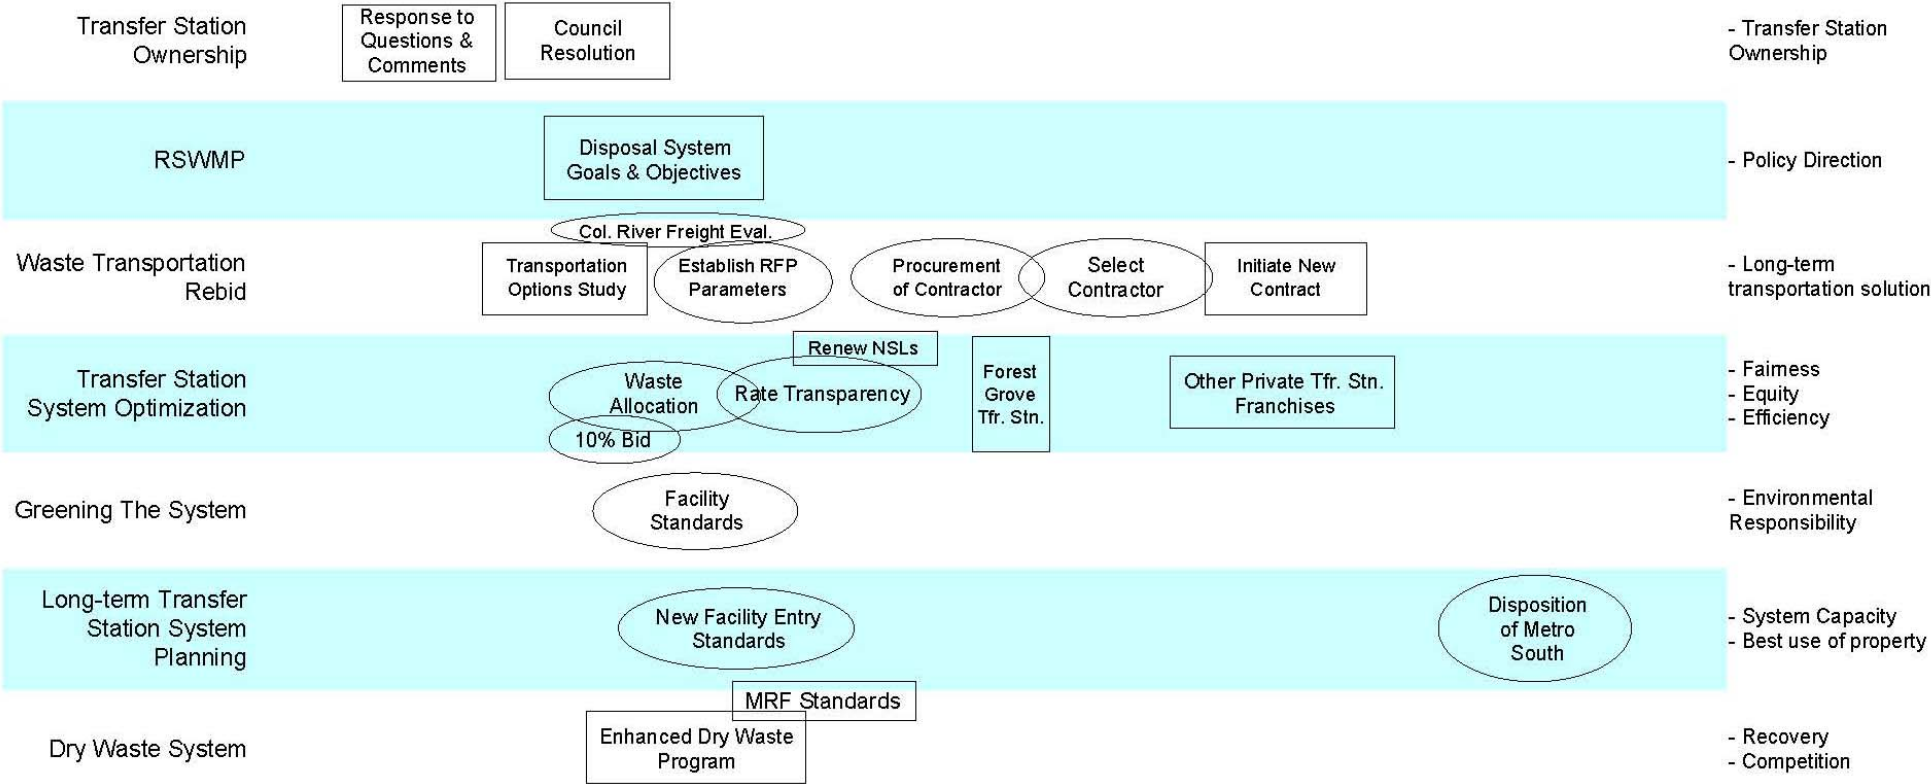 Transfer Station
Ownership
Response to
Questions &
Comments
Council
Resolution
- Transfer Station
Ownership
RSWMP
Disposal System
Goals & Objectives
- Policy Direction
Waste Transportation
Rebid
Col. River Freight Eval.
Transportation
Options Study
Establish RFP
Parameters
Procurement
of Contractor
Select
Contractor
Initiate New
Contract
- Long-term
transportation solution
Transfer Station
System Optimization
Waste
Allocation
10% Bid
Rate Transparency
Renew NSLs
Forest
Grove
Tfr. Stn.
Other Private Tfr. Stn.
Franchises
- Fairness
- Equity
- Efficiency
Greening The System
Facility
Standards
- Environmental
Responsibility
Long-term Transfer
Station System
Planning
New Facility Entry
Standards
Disposition
of Metro
South
- System Capacity
- Best use of property
Dry Waste System
MRF Standards
Enhanced Dry Waste
Program
- Recovery
- Competition